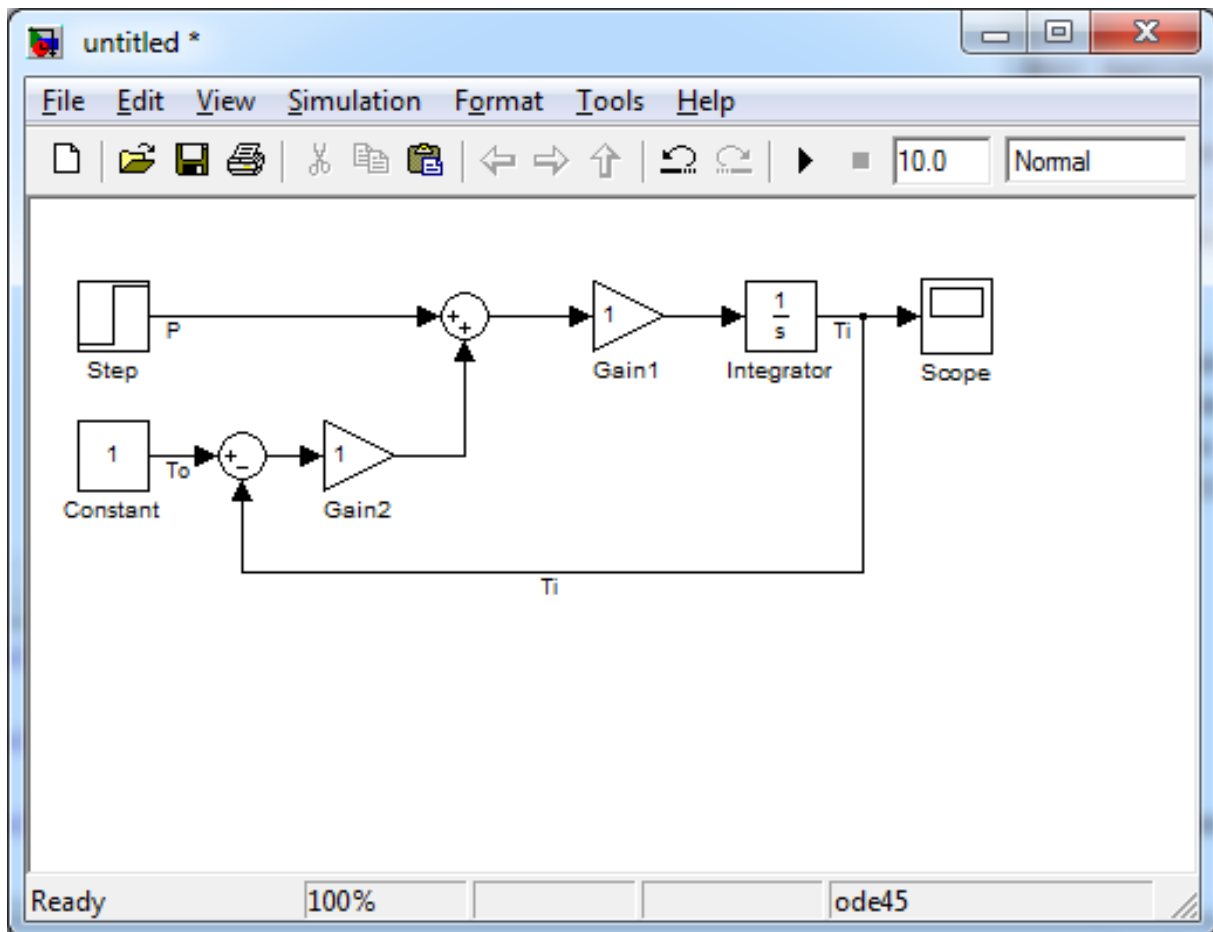 untitled *
File Edit View Simulation Format Tools Help
10.0 Normal
+ + 1 1 s
P Ti
Step Gain1 Integrator Scope
1 + − 1
To
Constant Gain2
Ti
Ready 100% ode45